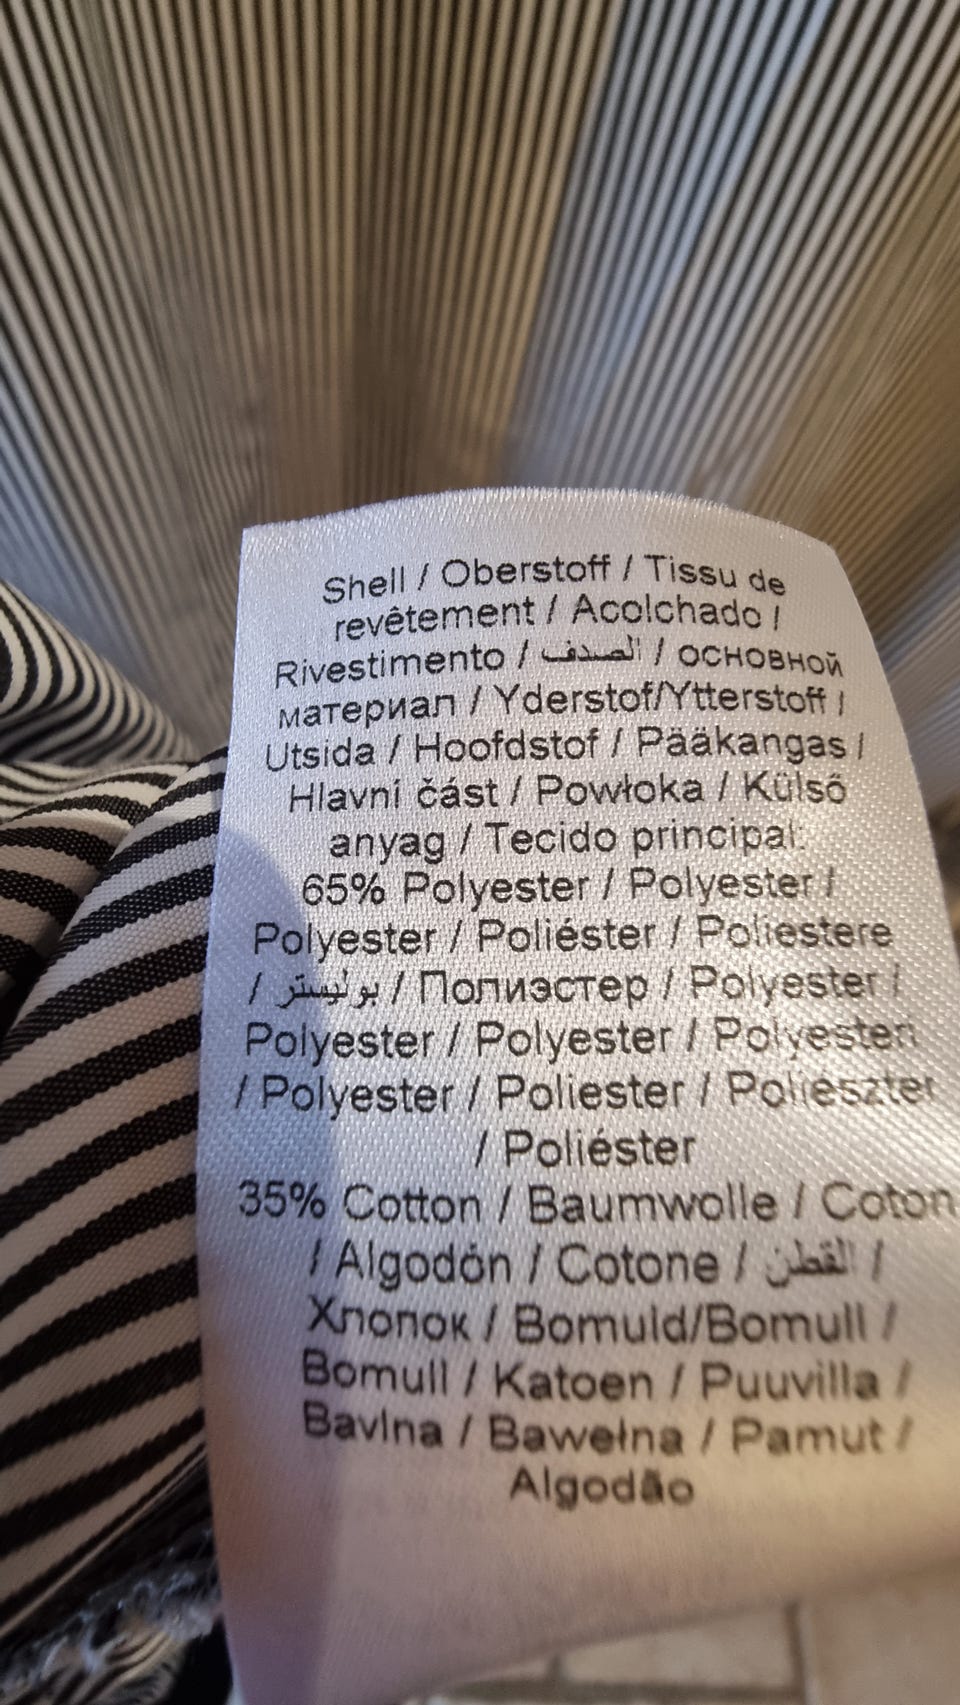 Shell / Oberstoff / Tissu de
revêtement / Acolchado /
Rivestimento / الصدف / основной
материал / Yderstof/Ytterstoff /
Utsida / Hoofdstof / Pääkangas /
Hlavní část / Powłoka / Külső
anyag / Tecido principal:
65% Polyester / Polyester /
Polyester / Poliéster / Poliestere
/ بوليستر / Полиэстер / Polyester /
Polyester / Polyester / Polyesteri
/ Polyester / Poliester / Poliészter
/ Poliéster
35% Cotton / Baumwolle / Coton
/ Algodón / Cotone / القطن /
Хлопок / Bomuld/Bomull /
Bomull / Katoen / Puuvilla /
Bavlna / Bawełna / Pamut /
Algodão